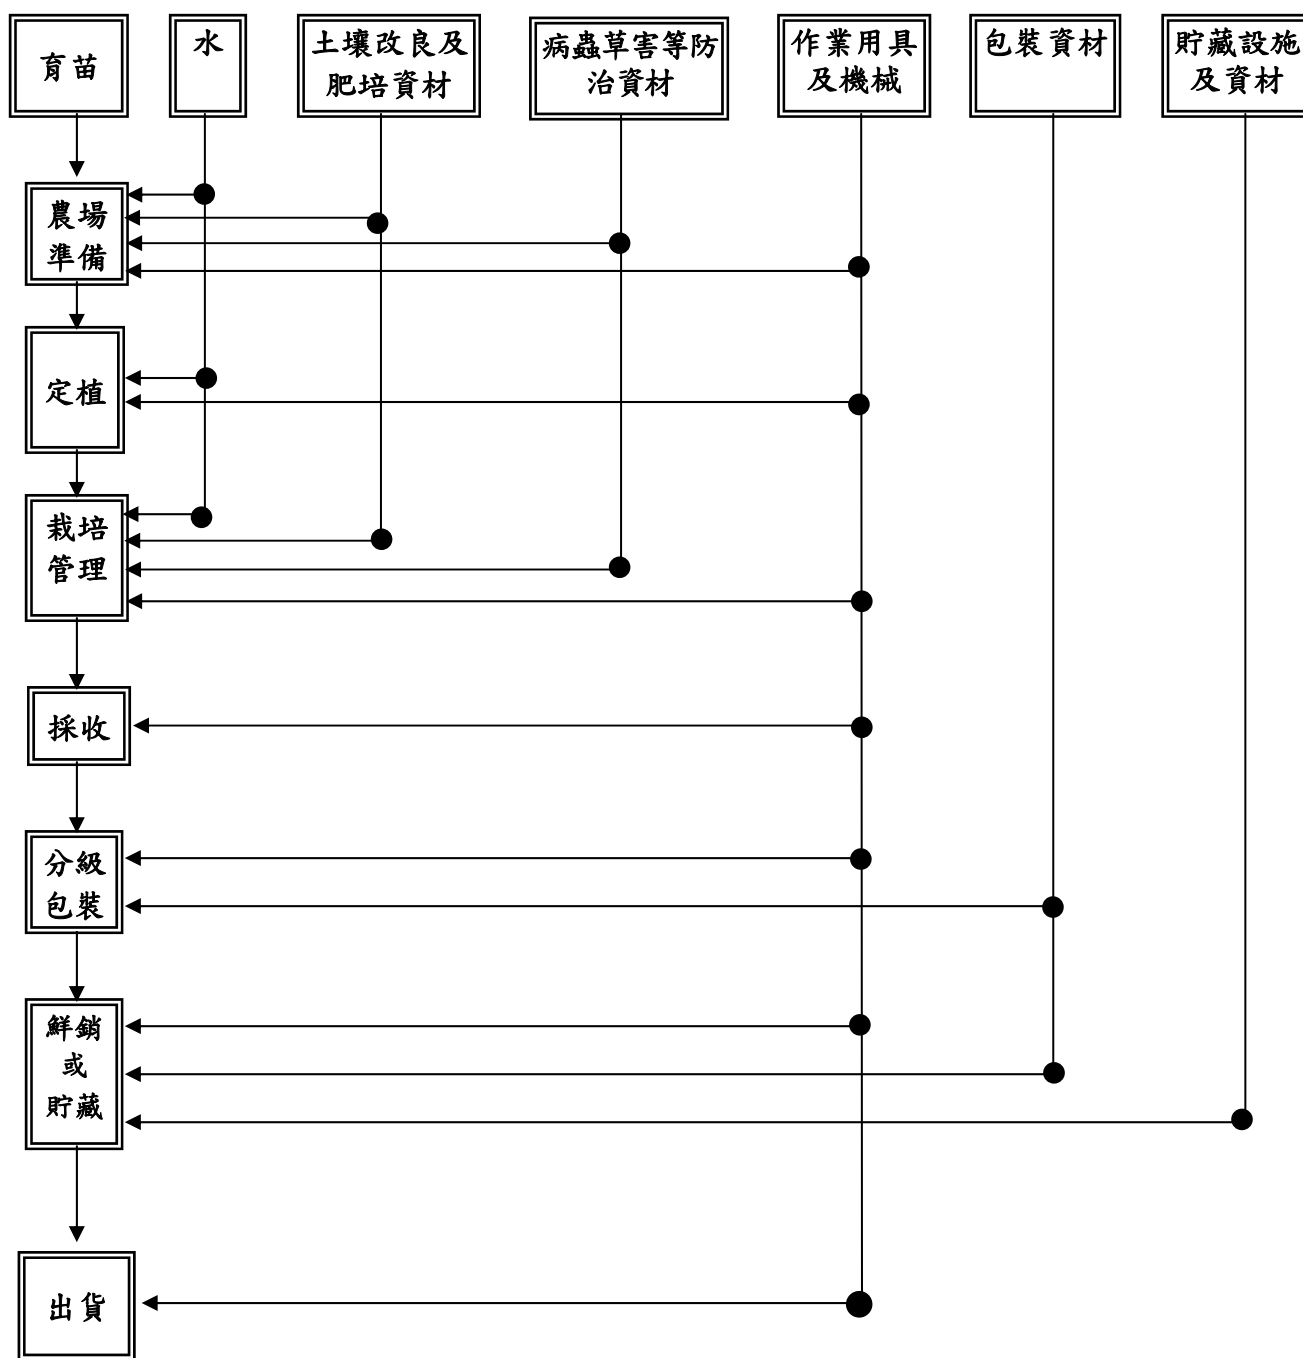 育苗
水
土壤改良及
肥培資材
病蟲草害等防
治資材
作業用具
及機械
包裝資材
貯藏設施
及資材
農場
準備
定植
栽培
管理
採收
分級
包裝
鮮銷
或
貯藏
出貨